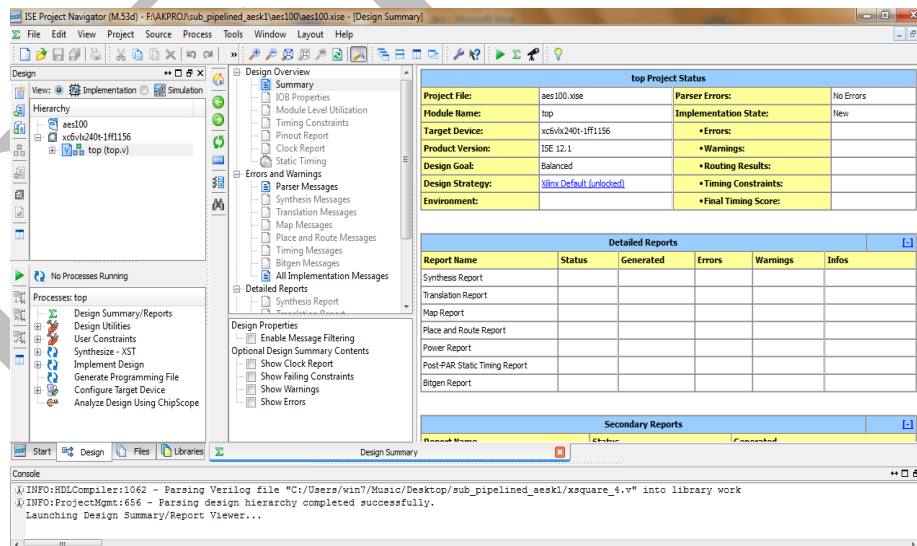 ISE Project Navigator (M.53d) - F:\AKPROJ\sub_pipelined_aesk1\aes100\aes100.xise - [Design Summary]
File Edit View Project Source Process Tools Window Layout Help
Design
View: Implementation Simulation
Hierarchy
aes100
xc6vlx240t-1ff1156
top (top.v)
No Processes Running
Processes: top
Design Summary/Reports
Design Utilities
User Constraints
Synthesize - XST
Implement Design
Generate Programming File
Configure Target Device
Analyze Design Using ChipScope
Start Design Files Libraries
Design Overview
Summary
IOB Properties
Module Level Utilization
Timing Constraints
Pinout Report
Clock Report
Static Timing
Errors and Warnings
Parser Messages
Synthesis Messages
Translation Messages
Map Messages
Place and Route Messages
Timing Messages
Bitgen Messages
All Implementation Messages
Detailed Reports
Synthesis Report
Translation Report
Design Properties
Enable Message Filtering
Optional Design Summary Contents
Show Clock Report
Show Failing Constraints
Show Warnings
Show Errors
Design Summary
top Project Status
Project File: aes100.xise Parser Errors: No Errors
Module Name: top Implementation State: New
Target Device: xc6vlx240t-1ff1156 •Errors:
Product Version: ISE 12.1 •Warnings:
Design Goal: Balanced •Routing Results:
Design Strategy: Xilinx Default (unlocked) •Timing Constraints:
Environment: •Final Timing Score:
Detailed Reports [-]
Report Name Status Generated Errors Warnings Infos
Synthesis Report
Translation Report
Map Report
Place and Route Report
Power Report
Post-PAR Static Timing Report
Bitgen Report
Secondary Reports [-]
Report Name Status Generated
Console
INFO:HDLCompiler:1062 - Parsing Verilog file "C:/Users/win7/Music/Desktop/sub_pipelined_aesk1/xsquare_4.v" into library work
INFO:ProjectMgmt:656 - Parsing design hierarchy completed successfully.
Launching Design Summary/Report Viewer...